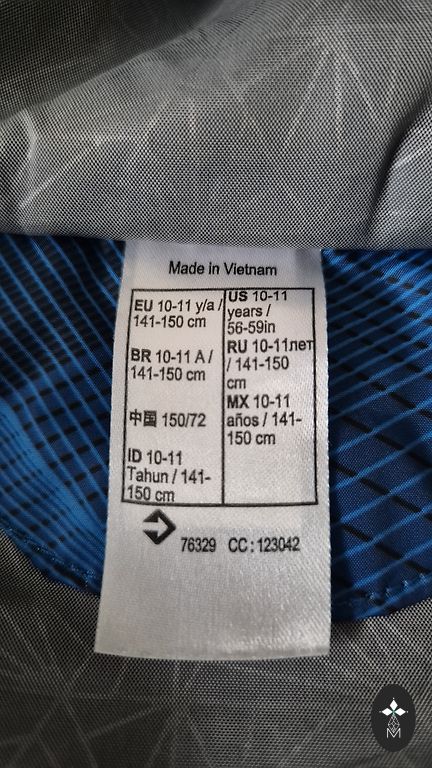 Made in Vietnam
EU 10-11 y/a /
141-150 cm
BR 10-11 A /
141-150 cm
中国 150/72
ID 10-11
Tahun / 141-
150 cm
US 10-11
years /
56-59in
RU 10-11лет
/ 141-150
cm
MX 10-11
años / 141-
150 cm
76329 CC:123042
M